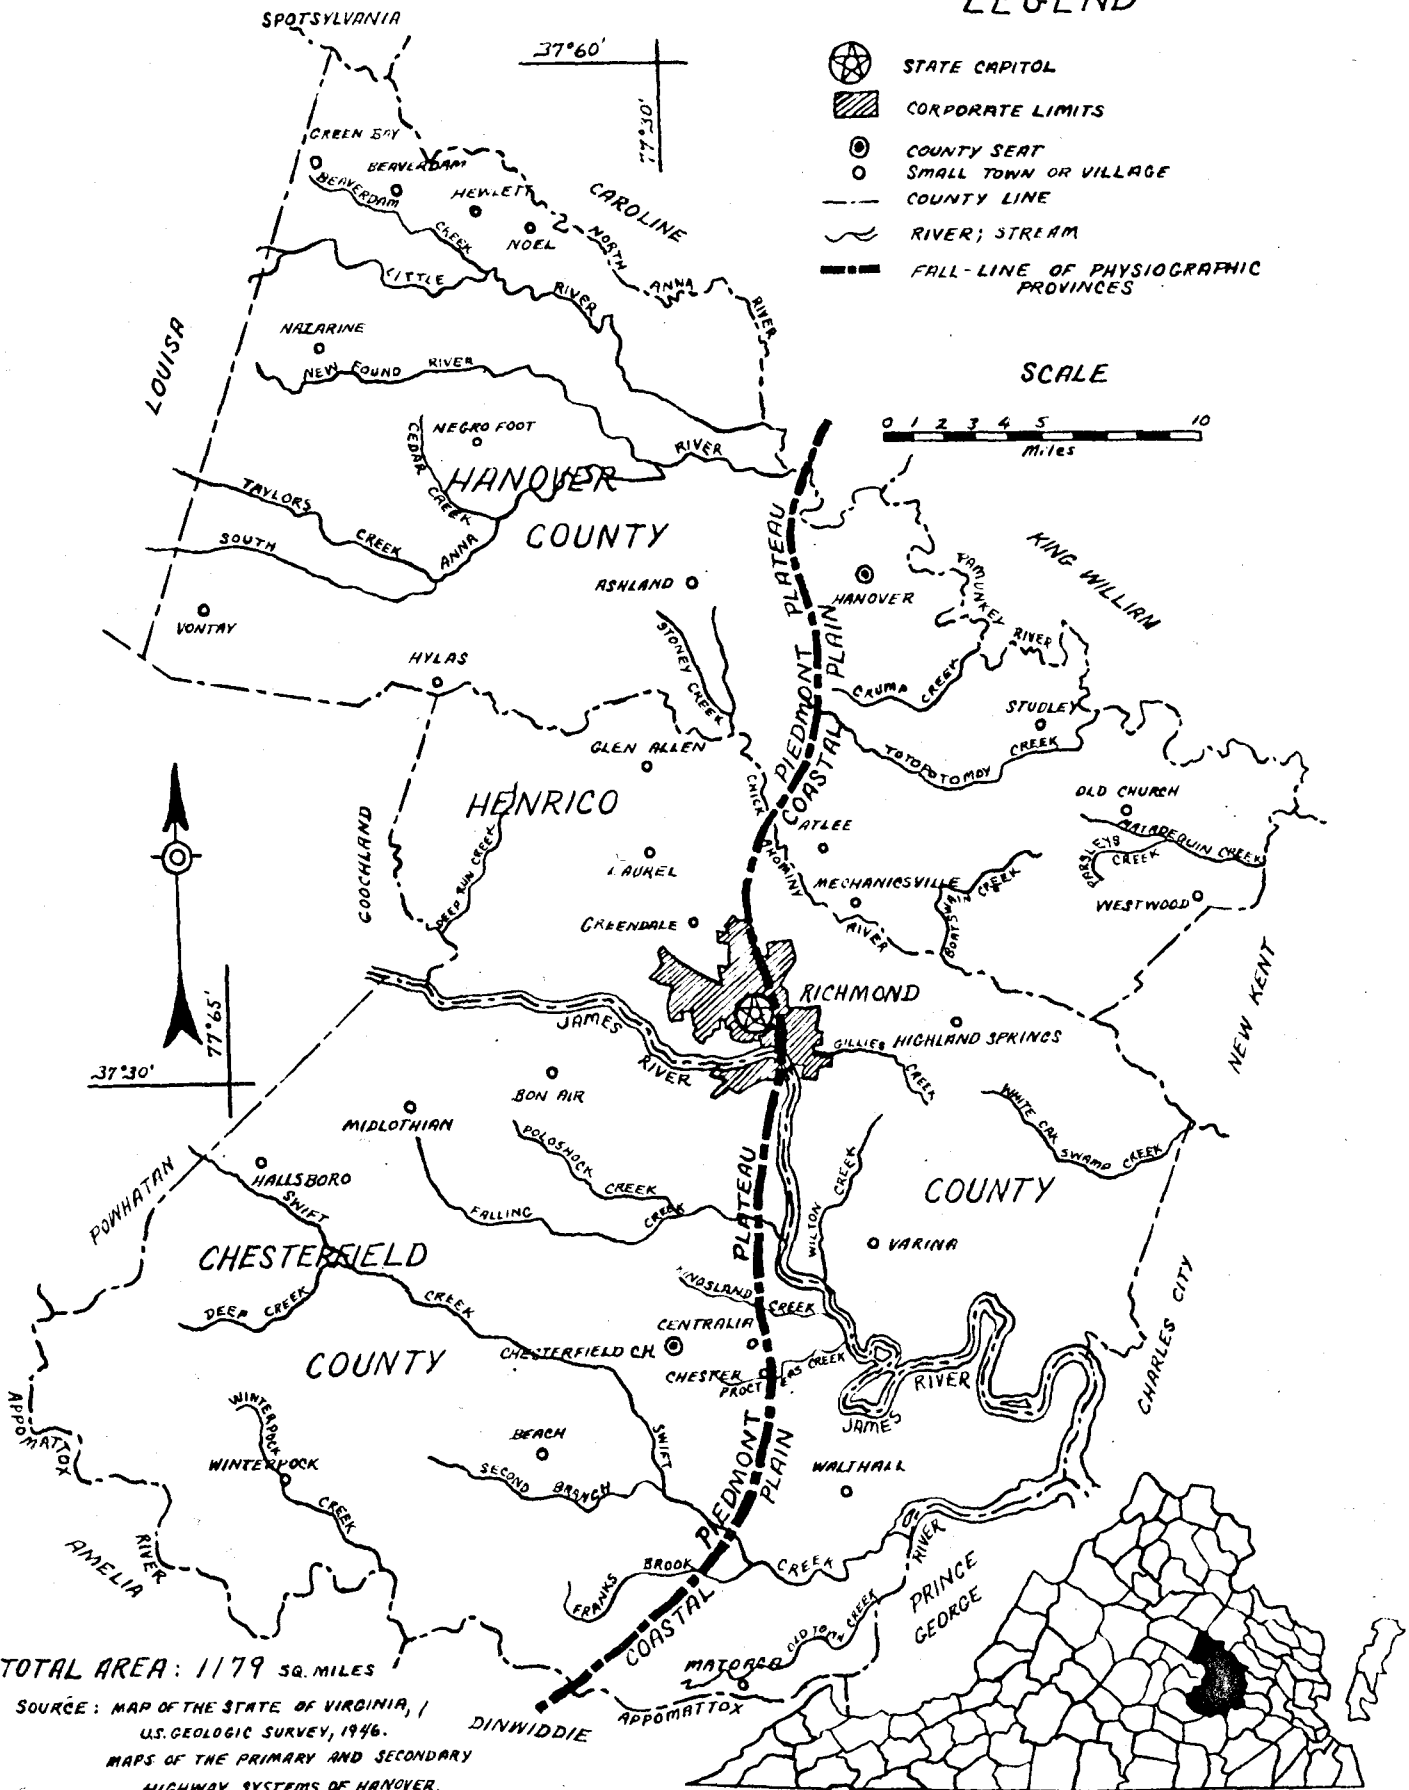 LEGEND
STATE CAPITOL
CORPORATE LIMITS
COUNTY SEAT
SMALL TOWN OR VILLAGE
COUNTY LINE
RIVER; STREAM
FALL-LINE OF PHYSIOGRAPHIC
PROVINCES
SCALE
0 1 2 3 4 5 10
Miles
SPOTSYLVANIA
37°60'
77°30'
GREEN BAY
BEAVERDAM
BEAVERDAM
CREEK
HEWLETT
NOEL
CAROLINE
NORTH
ANNA
RIVER
LITTLE
RIVER
LOUISA
NAZARINE
NEW FOUND RIVER
NEGRO FOOT
CEDAR
CREEK
RIVER
HANOVER
COUNTY
TAYLORS
CREEK
SOUTH
ANNA
ASHLAND
VONTAY
HYLAS
STONEY CREEK
PIEDMONT PLATEAU
COASTAL PLAIN
HANOVER
PAMUNKEY
RIVER
KING WILLIAM
CRUMP CREEK
STUDLEY
TOTOPOTOMOY
CREEK
GLEN ALLEN
HENRICO
GOOCHLAND
DEEP RUN CREEK
LAUREL
GREENDALE
CHICK
AHOMINY
RIVER
ATLEE
MECHANICSVILLE
CREEK
OLD CHURCH
MATADEQUIN CREEK
PARSLEYS
CREEK
WESTWOOD
NEW KENT
RICHMOND
JAMES
RIVER
GILLIES
CREEK
HIGHLAND SPRINGS
77°65'
37°30'
BON AIR
MIDLOTHIAN
POLOSHOCK
CREEK
FALLING
CREEK
WHITE OAK
SWAMP CREEK
COUNTY
WILTON
CREEK
VARINA
POWHATAN
HALLSBORO
SWIFT
CHESTERFIELD
DEEP CREEK
CREEK
COUNTY
KINGSLAND
CREEK
CENTRALIA
CHESTERFIELD C.H.
CHESTER
PROCTERS CREEK
JAMES
RIVER
CHARLES CITY
APPOMATTOX
RIVER
WINTERPOCK
WINTERPOCK
CREEK
BEACH
SECOND BRANCH
SWIFT
PIEDMONT PLATEAU
COASTAL PLAIN
WALTHALL
AMELIA
FRANKS
BROOK
CREEK
RIVER
PRINCE
GEORGE
OLD TOWN CREEK
MATOACA
APPOMATTOX
DINWIDDIE
TOTAL AREA: 1179 SQ. MILES
SOURCE: MAP OF THE STATE OF VIRGINIA,
U.S. GEOLOGIC SURVEY, 1946.
MAPS OF THE PRIMARY AND SECONDARY
HIGHWAY SYSTEMS OF HANOVER,